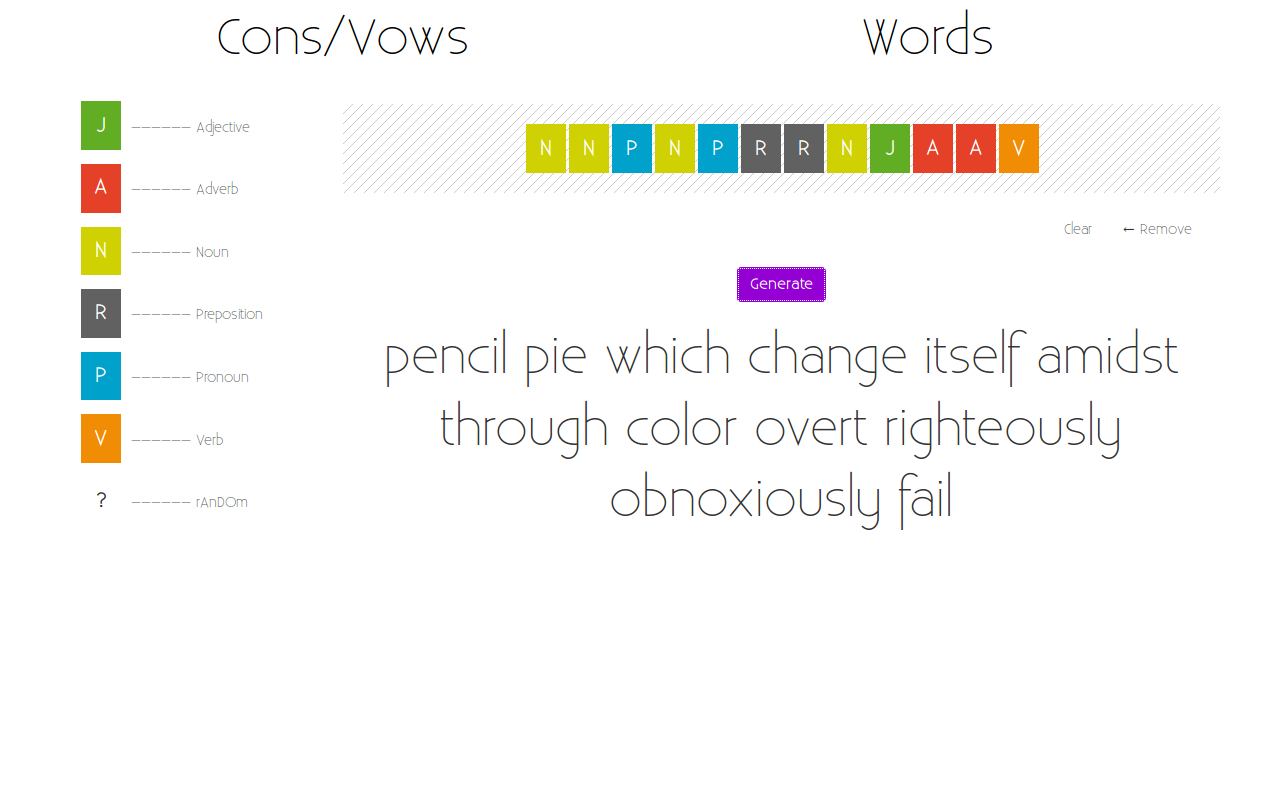 Cons/Vows Words
J ------ Adjective
A ------ Adverb
N ------ Noun
R ------ Preposition
P ------ Pronoun
V ------ Verb
? ------ rAnDOm
N N P N P R R N J A A V
Clear ← Remove
Generate
pencil pie which change itself amidst
through color overt righteously
obnoxiously fail